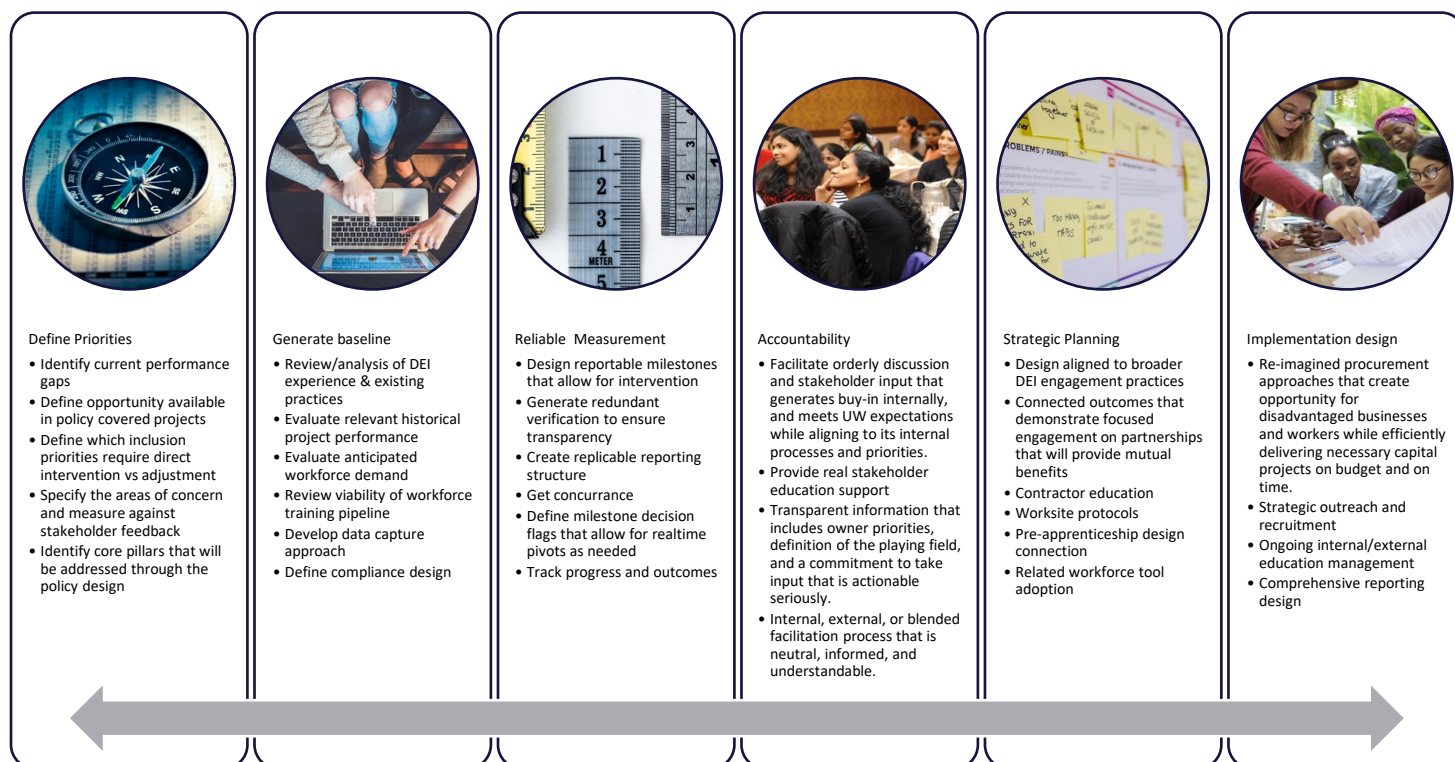 Define Priorities
• Identify current performance
gaps
• Define opportunity available
in policy covered projects
• Define which inclusion
priorities require direct
intervention vs adjustment
• Specify the areas of concern
and measure against
stakeholder feedback
• Identify core pillars that will
be addressed through the
policy design
Generate baseline
• Review/analysis of DEI
experience & existing
practices
• Evaluate relevant historical
project performance
• Evaluate anticipated
workforce demand
• Review viability of workforce
training pipeline
• Develop data capture
approach
• Define compliance design
1
2
3
4
METER
5
Reliable  Measurement
• Design reportable milestones
that allow for intervention
• Generate redundant
verification to ensure
transparency
• Create replicable reporting
structure
• Get concurrance
• Define milestone decision
flags that allow for realtime
pivots as needed
• Track progress and outcomes
Accountability
• Facilitate orderly discussion
and stakeholder input that
generates buy-in internally,
and meets UW expectations
while aligning to its internal
processes and priorities.
• Provide real stakeholder
education support
• Transparent information that
includes owner priorities,
definition of the playing field,
and a commitment to take
input that is actionable
seriously.
• Internal, external, or blended
facilitation process that is
neutral, informed, and
understandable.
ROBLEMS / PAINS
TOO MANY
TABS
Strategic Planning
• Design aligned to broader
DEI engagement practices
• Connected outcomes that
demonstrate focused
engagement on partnerships
that will provide mutual
benefits
• Contractor education
• Worksite protocols
• Pre-apprenticeship design
connection
• Related workforce tool
adoption
Implementation design
• Re-imagined procurement
approaches that create
opportunity for
disadvantaged businesses
and workers while efficiently
delivering necessary capital
projects on budget and on
time.
• Strategic outreach and
recruitment
• Ongoing internal/external
education management
• Comprehensive reporting
design